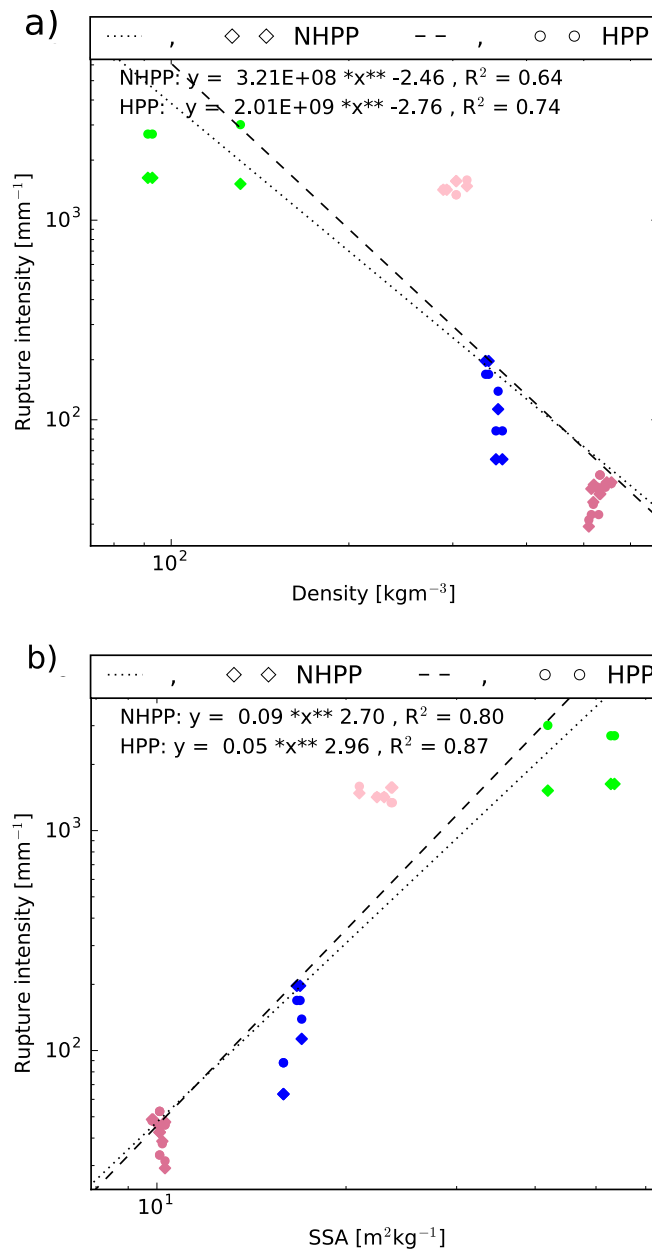 a)
, NHPP , HPP
NHPP: y = 3.21E+08 *x** -2.46 , R² = 0.64
HPP: y = 2.01E+09 *x** -2.76 , R² = 0.74
Rupture intensity [mm⁻¹]
10³
10²
10²
Density [kgm⁻³]
b)
, NHPP , HPP
NHPP: y = 0.09 *x** 2.70 , R² = 0.80
HPP: y = 0.05 *x** 2.96 , R² = 0.87
Rupture intensity [mm⁻¹]
10³
10²
10¹
SSA [m²kg⁻¹]